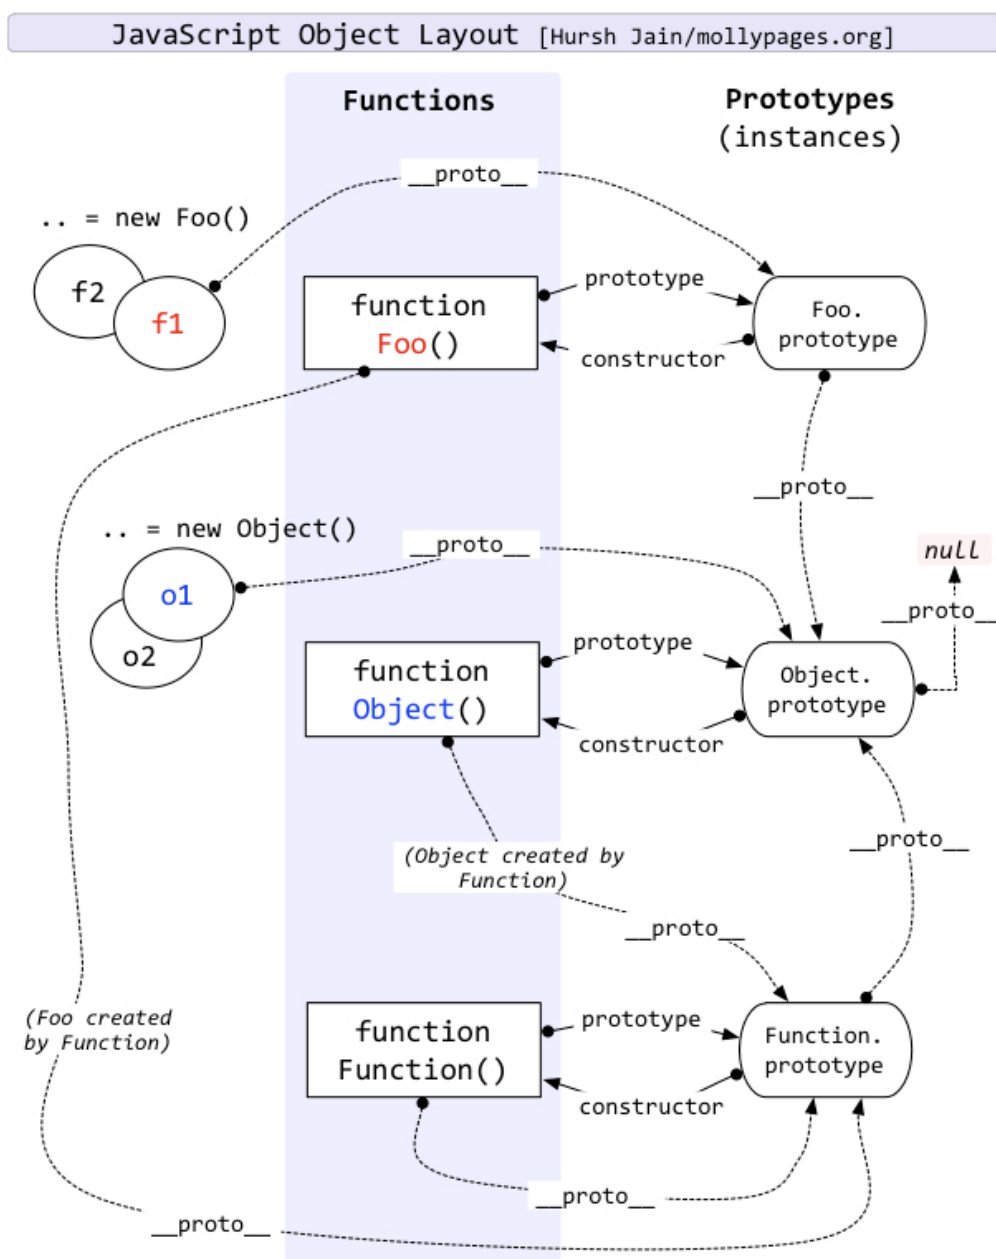 JavaScript Object Layout [Hursh Jain/mollypages.org]
Functions
Prototypes
(instances)
__proto__
.. = new Foo()
f2
f1
function
Foo()
prototype
constructor
Foo.
prototype
__proto__
.. = new Object()
__proto__
null
__proto__
o1
o2
function
Object()
prototype
constructor
Object.
prototype
(Object created by
Function)
__proto__
__proto__
(Foo created
by Function)
function
Function()
prototype
constructor
Function.
prototype
__proto__
__proto__